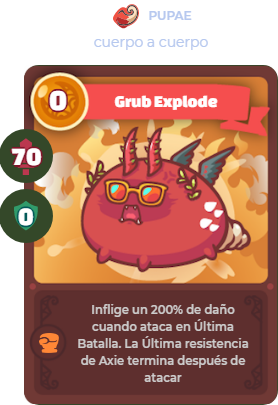 PUPAE
cuerpo a cuerpo
0
Grub Explode
70
0
Inflige un 200% de daño
cuando ataca en Última
Batalla. La Última resistencia
de Axie termina después de
atacar